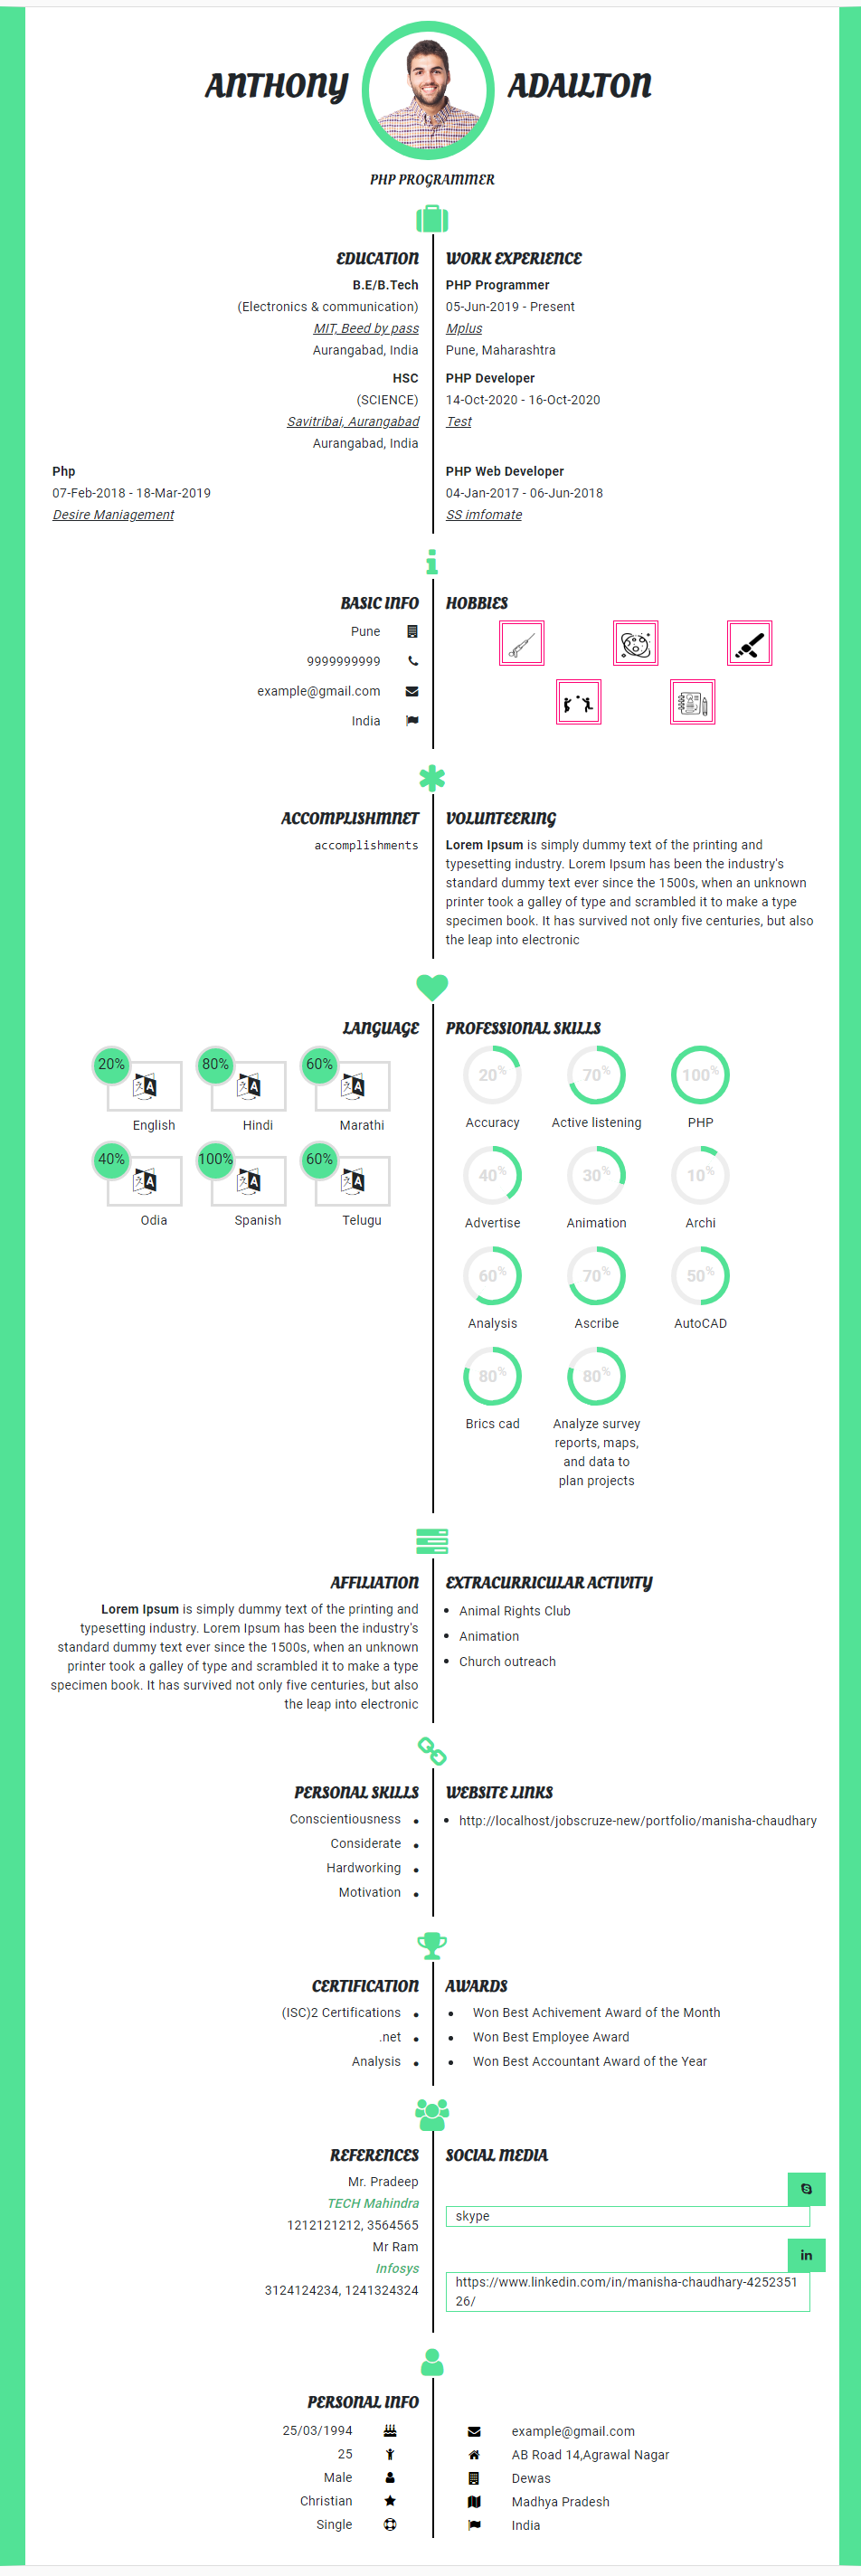 ANTHONY
ADAILTON
PHP PROGRAMMER
EDUCATION
B.E/B.Tech
(Electronics & communication)
MIT, Beed by pass
Aurangabad, India
HSC
(SCIENCE)
Savitribai, Aurangabad
Aurangabad, India
Php
07-Feb-2018 - 18-Mar-2019
Desire Maniagement
WORK EXPERIENCE
PHP Programmer
05-Jun-2019 - Present
Mplus
Pune, Maharashtra
PHP Developer
14-Oct-2020 - 16-Oct-2020
Test
PHP Web Developer
04-Jan-2017 - 06-Jun-2018
SS imfomate
BASIC INFO
Pune
9999999999
example@gmail.com
India
HOBBIES
ACCOMPLISHMNET
accomplishments
VOLUNTEERING
Lorem Ipsum is simply dummy text of the printing and
typesetting industry. Lorem Ipsum has been the industry's
standard dummy text ever since the 1500s, when an unknown
printer took a galley of type and scrambled it to make a type
specimen book. It has survived not only five centuries, but also
the leap into electronic
LANGUAGE
20%
A
English
80%
A
Hindi
60%
A
Marathi
40%
A
Odia
100%
A
Spanish
60%
A
Telugu
PROFESSIONAL SKILLS
20%
Accuracy
70%
Active listening
100%
PHP
40%
Advertise
30%
Animation
10%
Archi
60%
Analysis
70%
Ascribe
50%
AutoCAD
80%
Brics cad
80%
Analyze survey
reports, maps,
and data to
plan projects
AFFILIATION
Lorem Ipsum is simply dummy text of the printing and
typesetting industry. Lorem Ipsum has been the industry's
standard dummy text ever since the 1500s, when an unknown
printer took a galley of type and scrambled it to make a type
specimen book. It has survived not only five centuries, but also
the leap into electronic
EXTRACURRICULAR ACTIVITY
• Animal Rights Club
• Animation
• Church outreach
PERSONAL SKILLS
Conscientiousness •
Considerate •
Hardworking •
Motivation •
WEBSITE LINKS
• http://localhost/jobscruze-new/portfolio/manisha-chaudhary
CERTIFICATION
(ISC)2 Certifications •
.net •
Analysis •
AWARDS
• Won Best Achivement Award of the Month
• Won Best Employee Award
• Won Best Accountant Award of the Year
REFERENCES
Mr. Pradeep
TECH Mahindra
1212121212, 3564565
Mr Ram
Infosys
3124124234, 1241324324
SOCIAL MEDIA
skype
in
https://www.linkedin.com/in/manisha-chaudhary-4252351
26/
PERSONAL INFO
25/03/1994
25
Male
Christian
Single
example@gmail.com
AB Road 14,Agrawal Nagar
Dewas
Madhya Pradesh
India